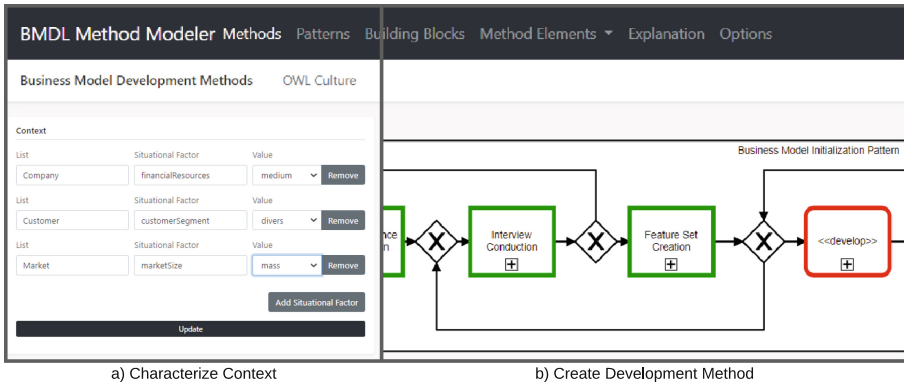 BMDL Method Modeler Methods Patterns Building Blocks Method Elements Explanation Options
Business Model Development Methods OWL Culture
Context
List Situational Factor Value
Company financialResources medium Remove
List Situational Factor Value
Customer customerSegment divers Remove
List Situational Factor Value
Market marketSize mass Remove
Add Situational Factor
Update
Business Model Initialization Pattern
Interview
Conduction
Feature Set
Creation
<<develop>>
a) Characterize Context b) Create Development Method